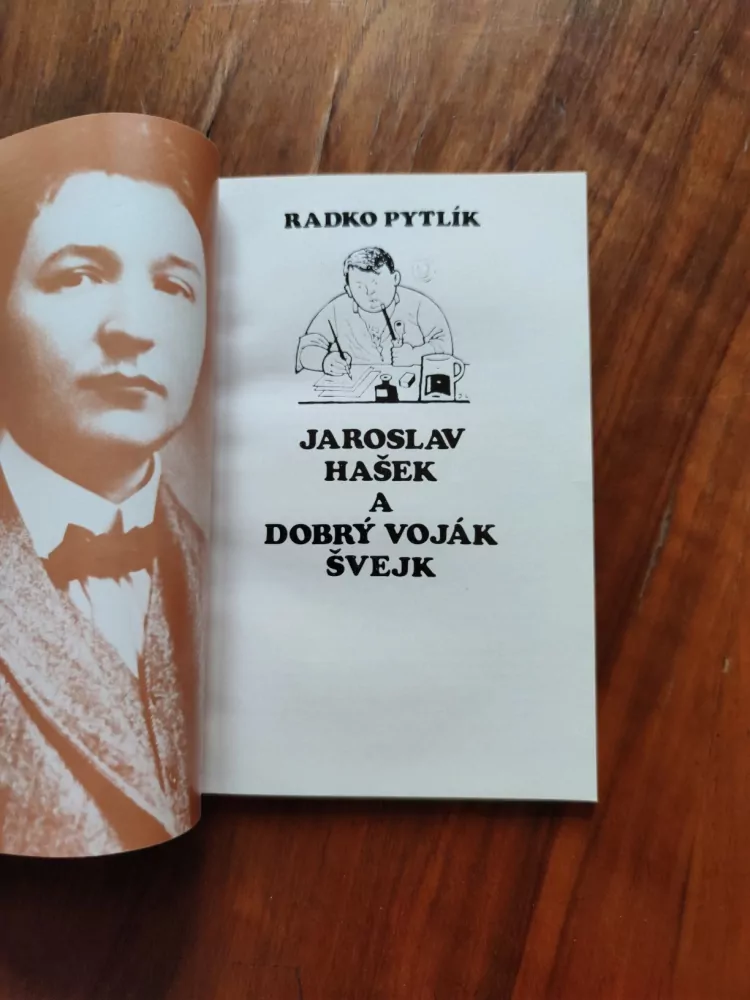 RADKO PYTLÍK
JAROSLAV
HAŠEK
A
DOBRÝ VOJÁK
ŠVEJK